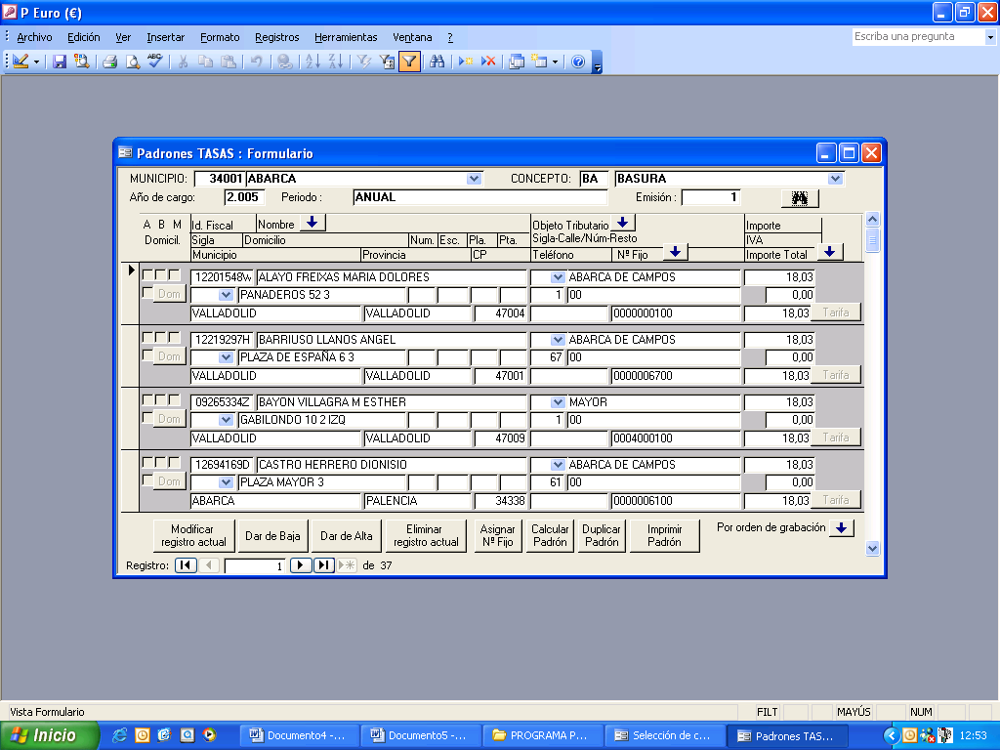 P Euro (€)
Archivo Edición Ver Insertar Formato Registros Herramientas Ventana ? Escriba una pregunta
Padrones TASAS : Formulario
MUNICIPIO: 34001 ABARCA CONCEPTO: BA BASURA
Año de cargo: 2.005 Periodo : ANUAL Emisión : 1
A B M Id. Fiscal Nombre Objeto Tributario Importe
Domicil. Sigla Domicilio Num. Esc. Pla. Pta. Sigla-Calle/Núm-Resto IVA
Municipio Provincia CP Teléfono Nº Fijo Importe Total
12201548W ALAYO FREIXAS MARIA DOLORES ABARCA DE CAMPOS 18,03
Dom PANADEROS 52 3 1 00 0,00
VALLADOLID VALLADOLID 47004 0000000100 18,03 Tarifa
12219297H BARRIUSO LLANOS ANGEL ABARCA DE CAMPOS 18,03
Dom PLAZA DE ESPAÑA 6 3 67 00 0,00
VALLADOLID VALLADOLID 47001 0000006700 18,03 Tarifa
09265334Z BAYON VILLAGRA M ESTHER MAYOR 18,03
Dom GABILONDO 10 2 IZQ 1 00 0,00
VALLADOLID VALLADOLID 47009 0004000100 18,03 Tarifa
12694169D CASTRO HERRERO DIONISIO ABARCA DE CAMPOS 18,03
Dom PLAZA MAYOR 3 61 00 0,00
ABARCA PALENCIA 34338 0000006100 18,03 Tarifa
Modificar registro actual Dar de Baja Dar de Alta Eliminar registro actual Asignar Nº Fijo Calcular Padrón Duplicar Padrón Imprimir Padrón Por orden de grabación
Registro: 1 de 37
Vista Formulario FILT MAYÚS NUM
Inicio Documento4 -... Documento5 -... PROGRAMA P... Selección de c... Padrones TAS... 12:53